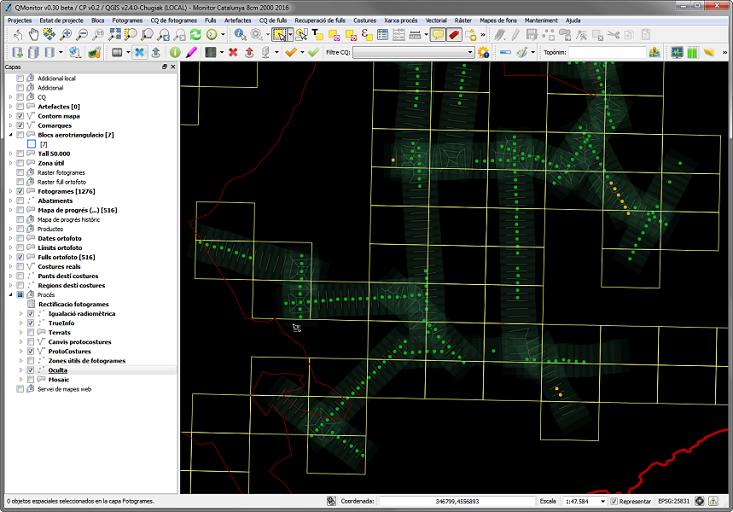 QMonitor v0.30 beta / CP v0.2 / QGIS v2.4.0-Chugiak (LOCAL) - Monitor Catalunya 8cm 2000 2016
Projectes Estat de projecte Blocs Fotogrames CQ de fotogrames Fulls Artefactes CQ de fulls Recuperació de fulls Costures Xarxa procés Vectorial Raster Mapes de fons Manteniment Ajuda
Filtre CQ: Topònim:
Capas
Addicional local
Addicional
CQ
Artefactes [0]
Contorn mapa
Comarques
Blocs aerotriangulacio [7]
[7]
Tall 50.000
Zona útil
Raster fotogrames
Raster full ortofoto
Fotogrames [1276]
Abatiments
Mapa de progrés (...) [516]
Mapa de progrés històric
Productes
Dates ortofoto
Límits ortofoto
Fulls ortofoto [516]
Costures reals
Punts destí costures
Regions destí costures
Procés
Rectificacio fotogrames
Igualació radiomètrica
TrueInfo
Terrats
Canvis protocostures
ProtoCostures
Zones útils de fotogrames
Oculta
Mosaic
Servei de mapes web
0 objetos espaciales seleccionados en la capa Fotogrames. Coordenada: 346799,4556893 Escala 1:47.584 Representar EPSG:25831